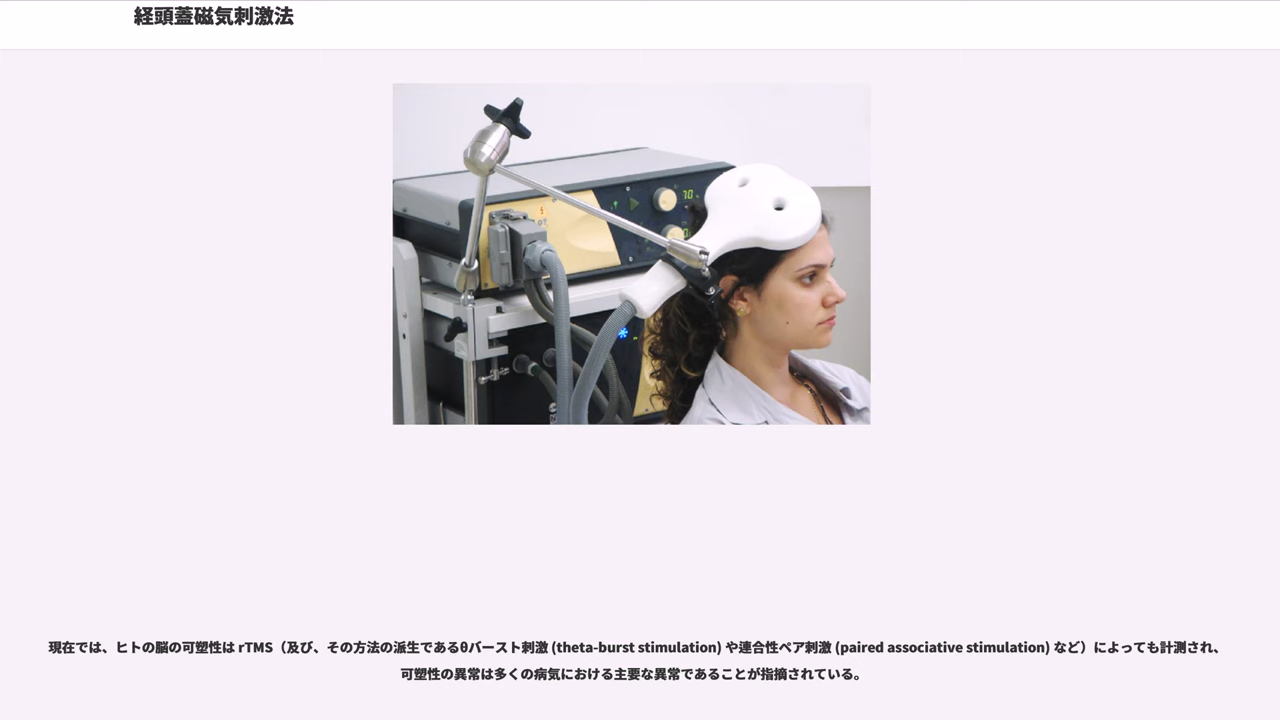 経頭蓋磁気刺激法
70
現在では、ヒトの脳の可塑性は rTMS（及び、その方法の派生であるθバースト刺激 (theta-burst stimulation) や連合性ペア刺激 (paired associative stimulation) など）によっても計測され、
可塑性の異常は多くの病気における主要な異常であることが指摘されている。